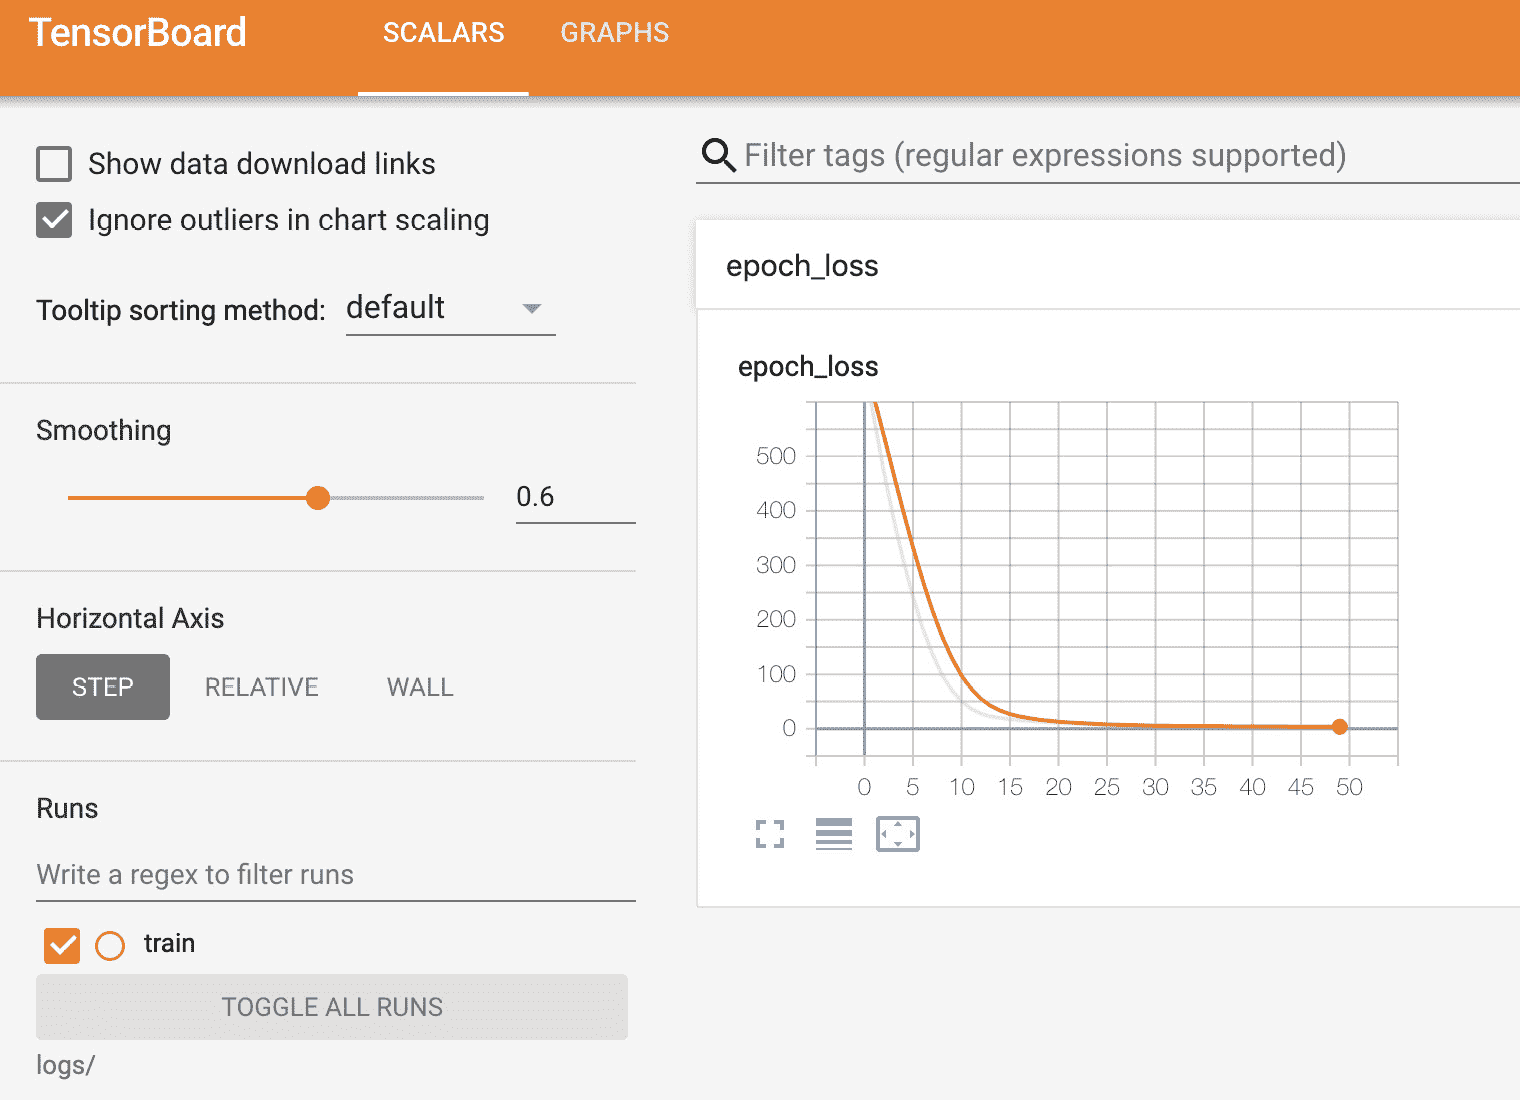 TensorBoard
SCALARS GRAPHS
Show data download links
Ignore outliers in chart scaling
Tooltip sorting method: default
Smoothing
0.6
Horizontal Axis
STEP RELATIVE WALL
Runs
Write a regex to filter runs
train
TOGGLE ALL RUNS
logs/
Filter tags (regular expressions supported)
epoch_loss
epoch_loss
500
400
300
200
100
0
0 5 10 15 20 25 30 35 40 45 50